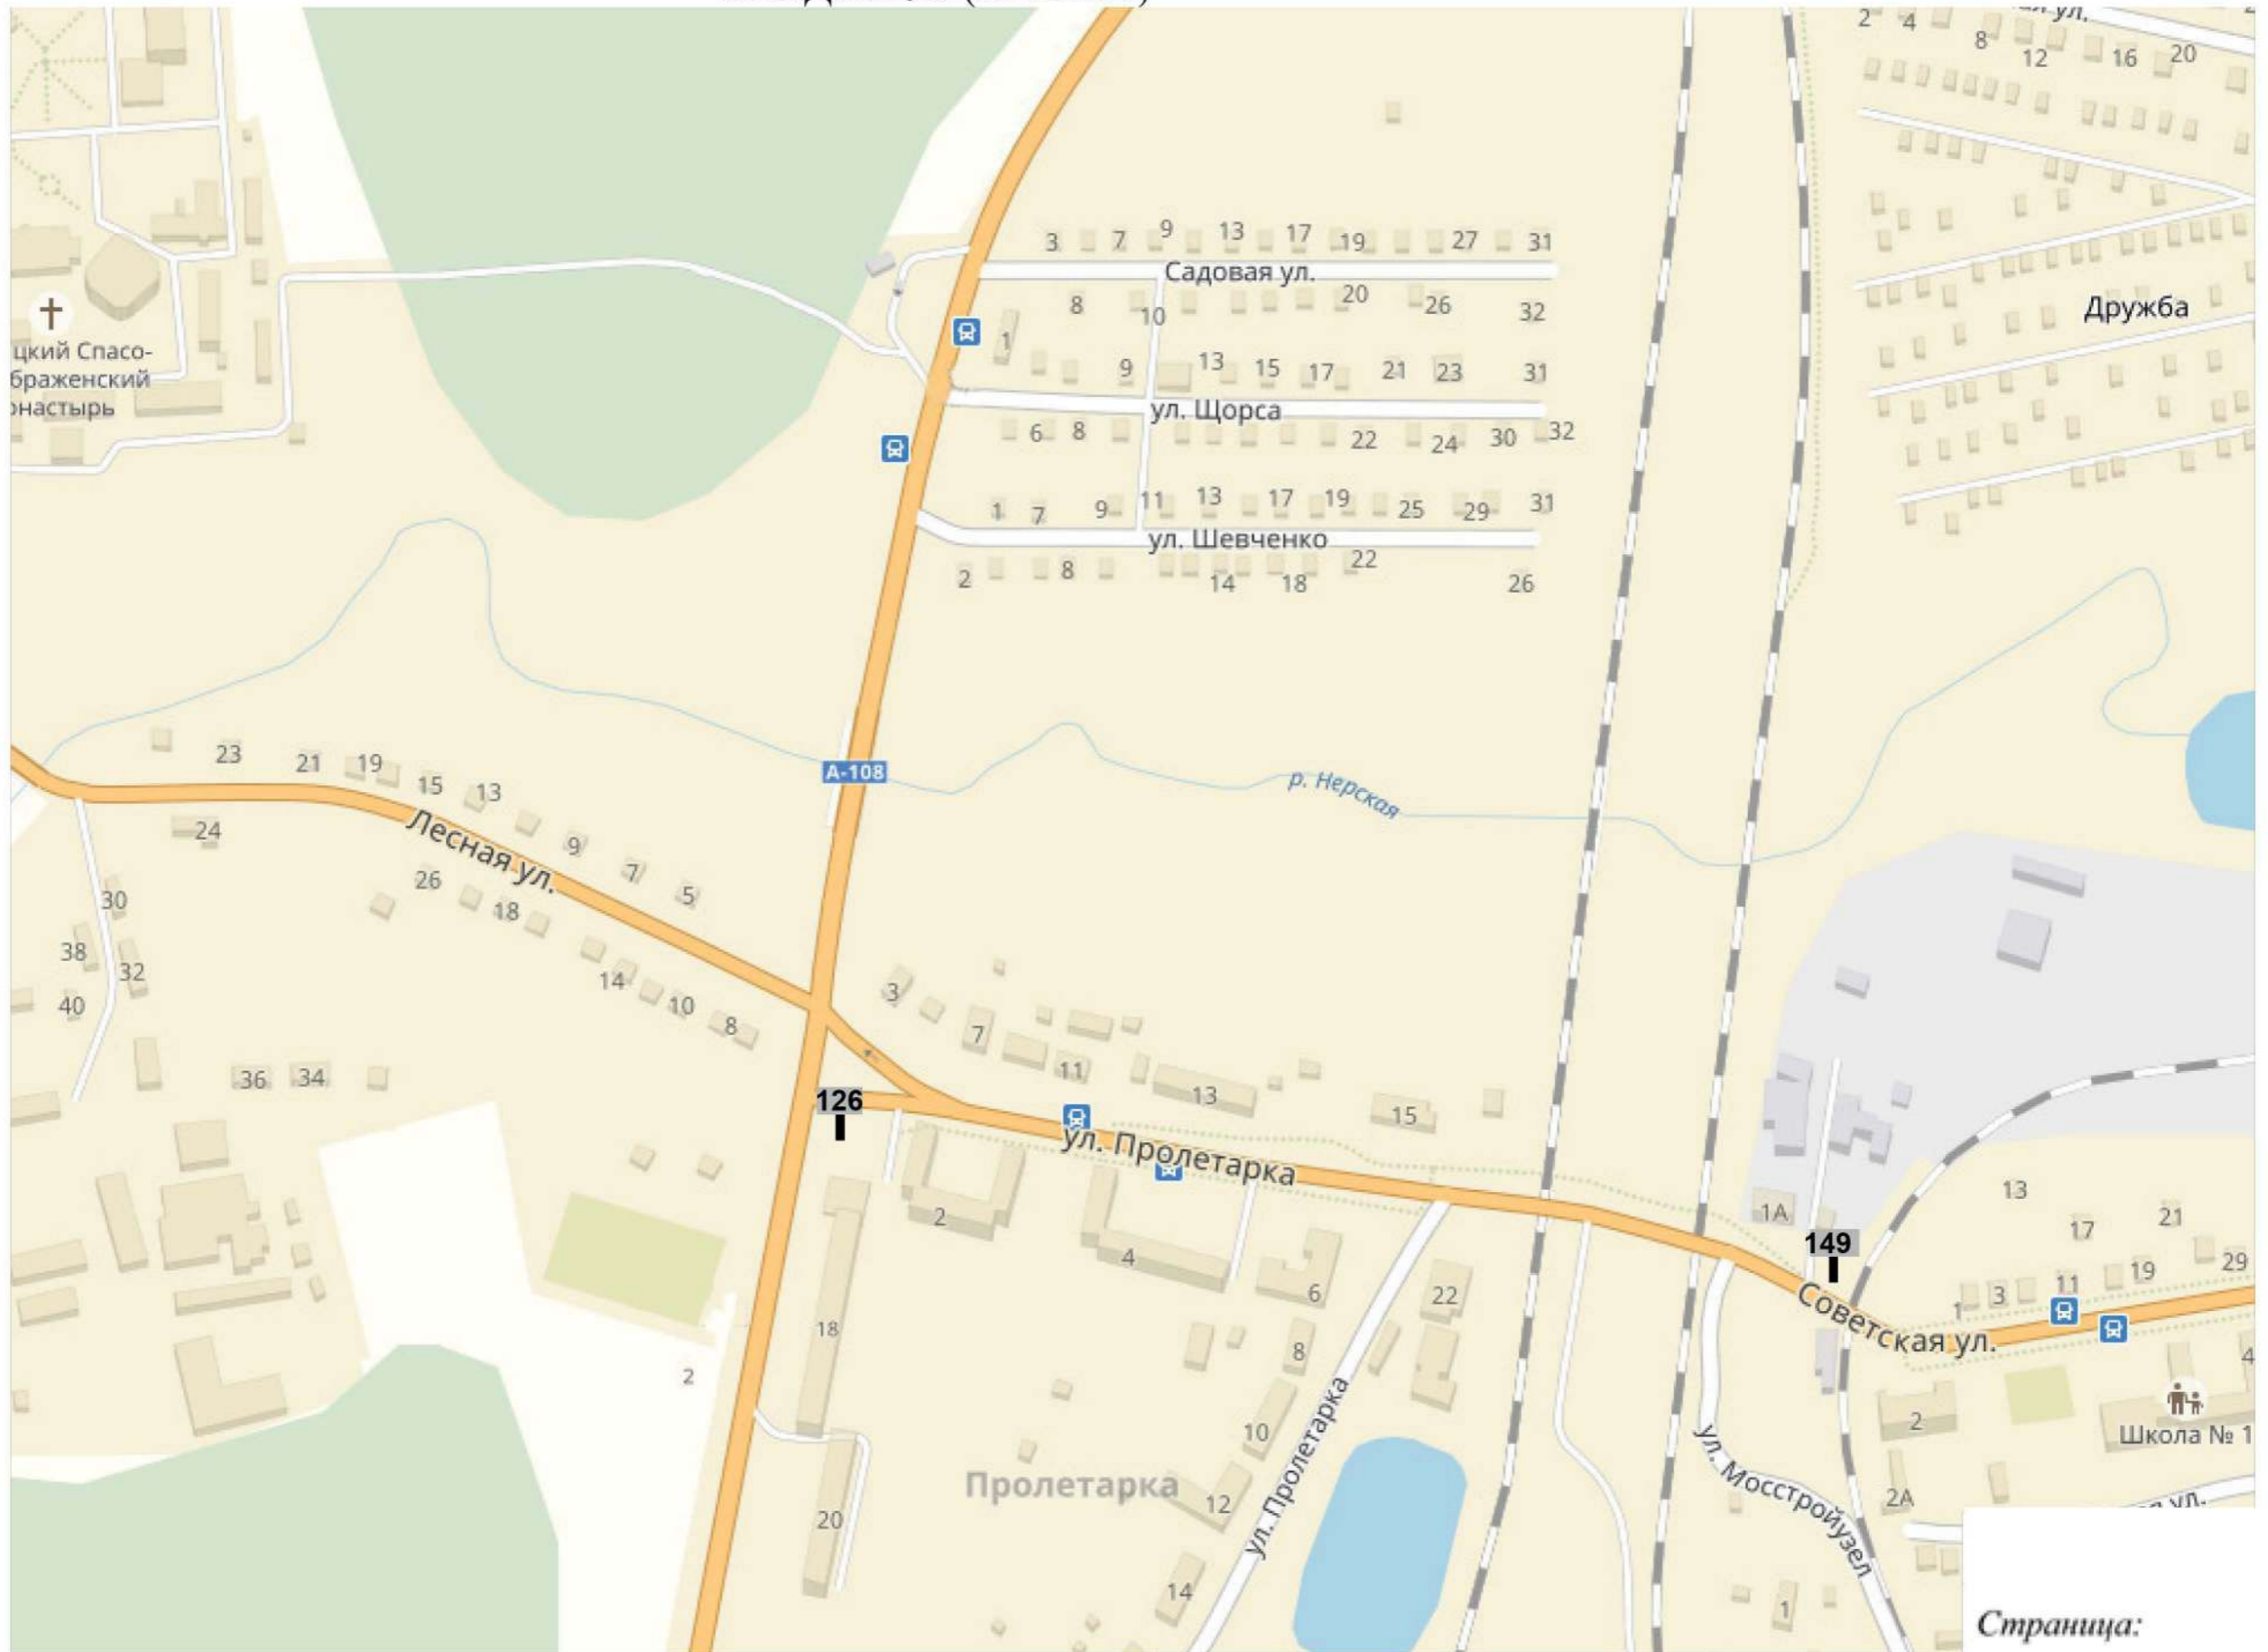 2 4 8 12 16 20
3 7 9 13 17 19 27 31
Садовая ул.
8 10 20 26 32
1
9 13 15 17 21 23 31
ул. Щорса
6 8 22 24 30 32
1 7 9 11 13 17 19 25 29 31
ул. Шевченко
2 8 14 18 22 26
Дружба
цкий Спасо-
браженский
онастырь
А-108
р. Нерская
23 21 19 15 13
9 7 5
Лесная ул.
24
26 18
14 10 8
30
38 32
40
36 34
3
7
11
13
15
126
ул. Пролетарка
2
4
6
22
8
10
12
14
18
20
2
Пролетарка
ул. Пролетарка
1А
149
Советская ул.
13
17 21
1 3 11 19 29
2
4
Школа № 1
2А
ул.
ул. Мосстройузел
1
Страница: